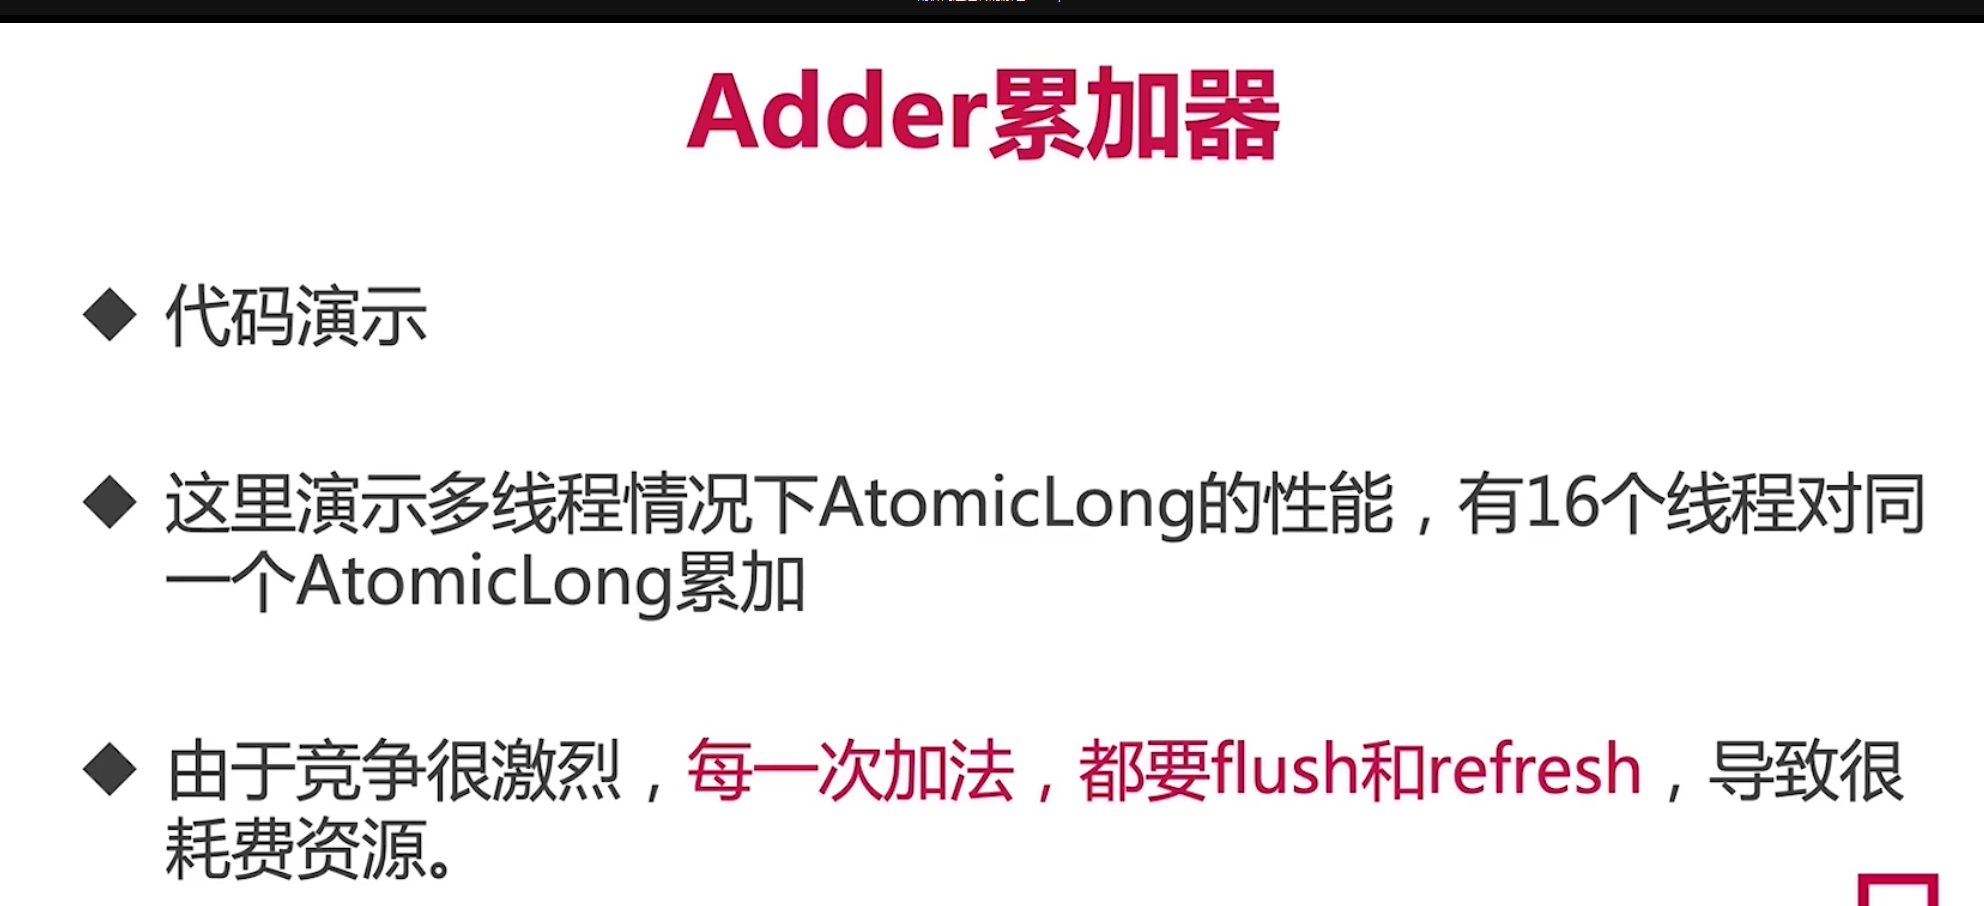 Adder累加器
代码演示
这里演示多线程情况下AtomicLong的性能，有16个线程对同
一个AtomicLong累加
由于竞争很激烈，每一次加法，都要flush和refresh，导致很
耗费资源。